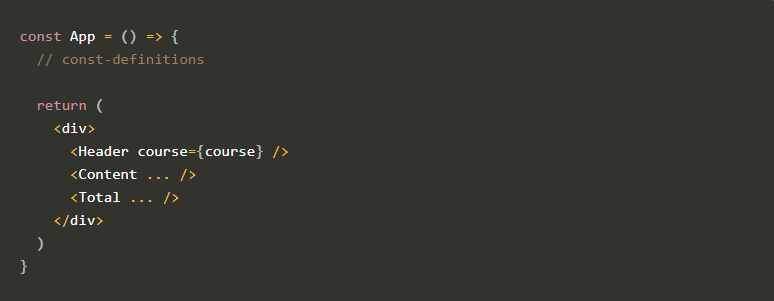 const App = () => {
  // const-definitions

  return (
    <div>
      <Header course={course} />
      <Content ... />
      <Total ... />
    </div>
  )
}